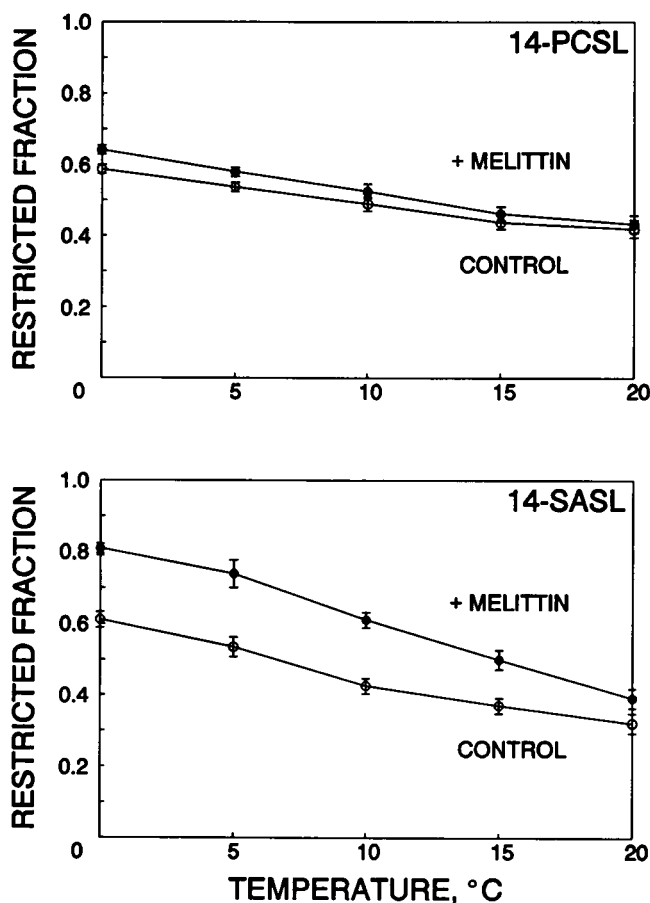 14-PCSL
RESTRICTED FRACTION
1.0
0.8
0.6
0.4
0.2
0
+ MELITTIN
CONTROL
5
10
15
20
14-SASL
RESTRICTED FRACTION
1.0
0.8
0.6
0.4
0.2
0
+ MELITTIN
CONTROL
5
10
15
20
TEMPERATURE, °C